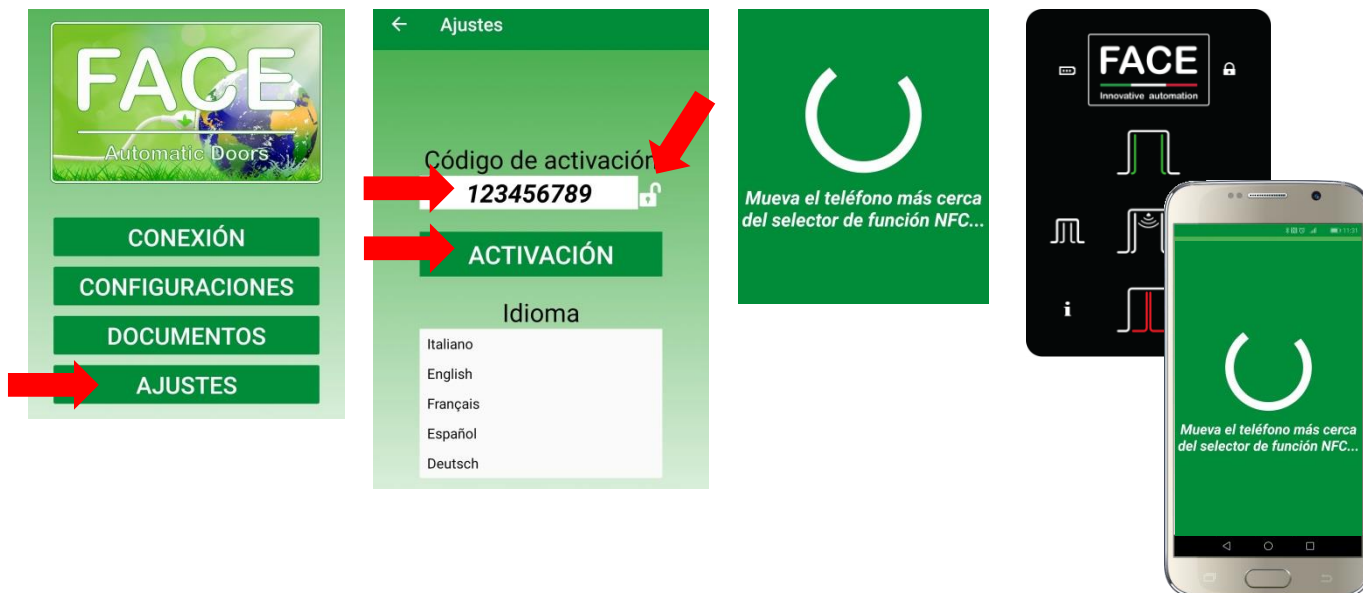 FACE
Automatic Doors
CONEXIÓN
CONFIGURACIONES
DOCUMENTOS
AJUSTES
Ajustes
Código de activación
123456789
ACTIVACIÓN
Idioma
Italiano
English
Français
Español
Deutsch
Mueva el teléfono más cerca
del selector de función NFC...
FACE
Innovative automation
i
11:31
Mueva el teléfono más cerca
del selector de función NFC...